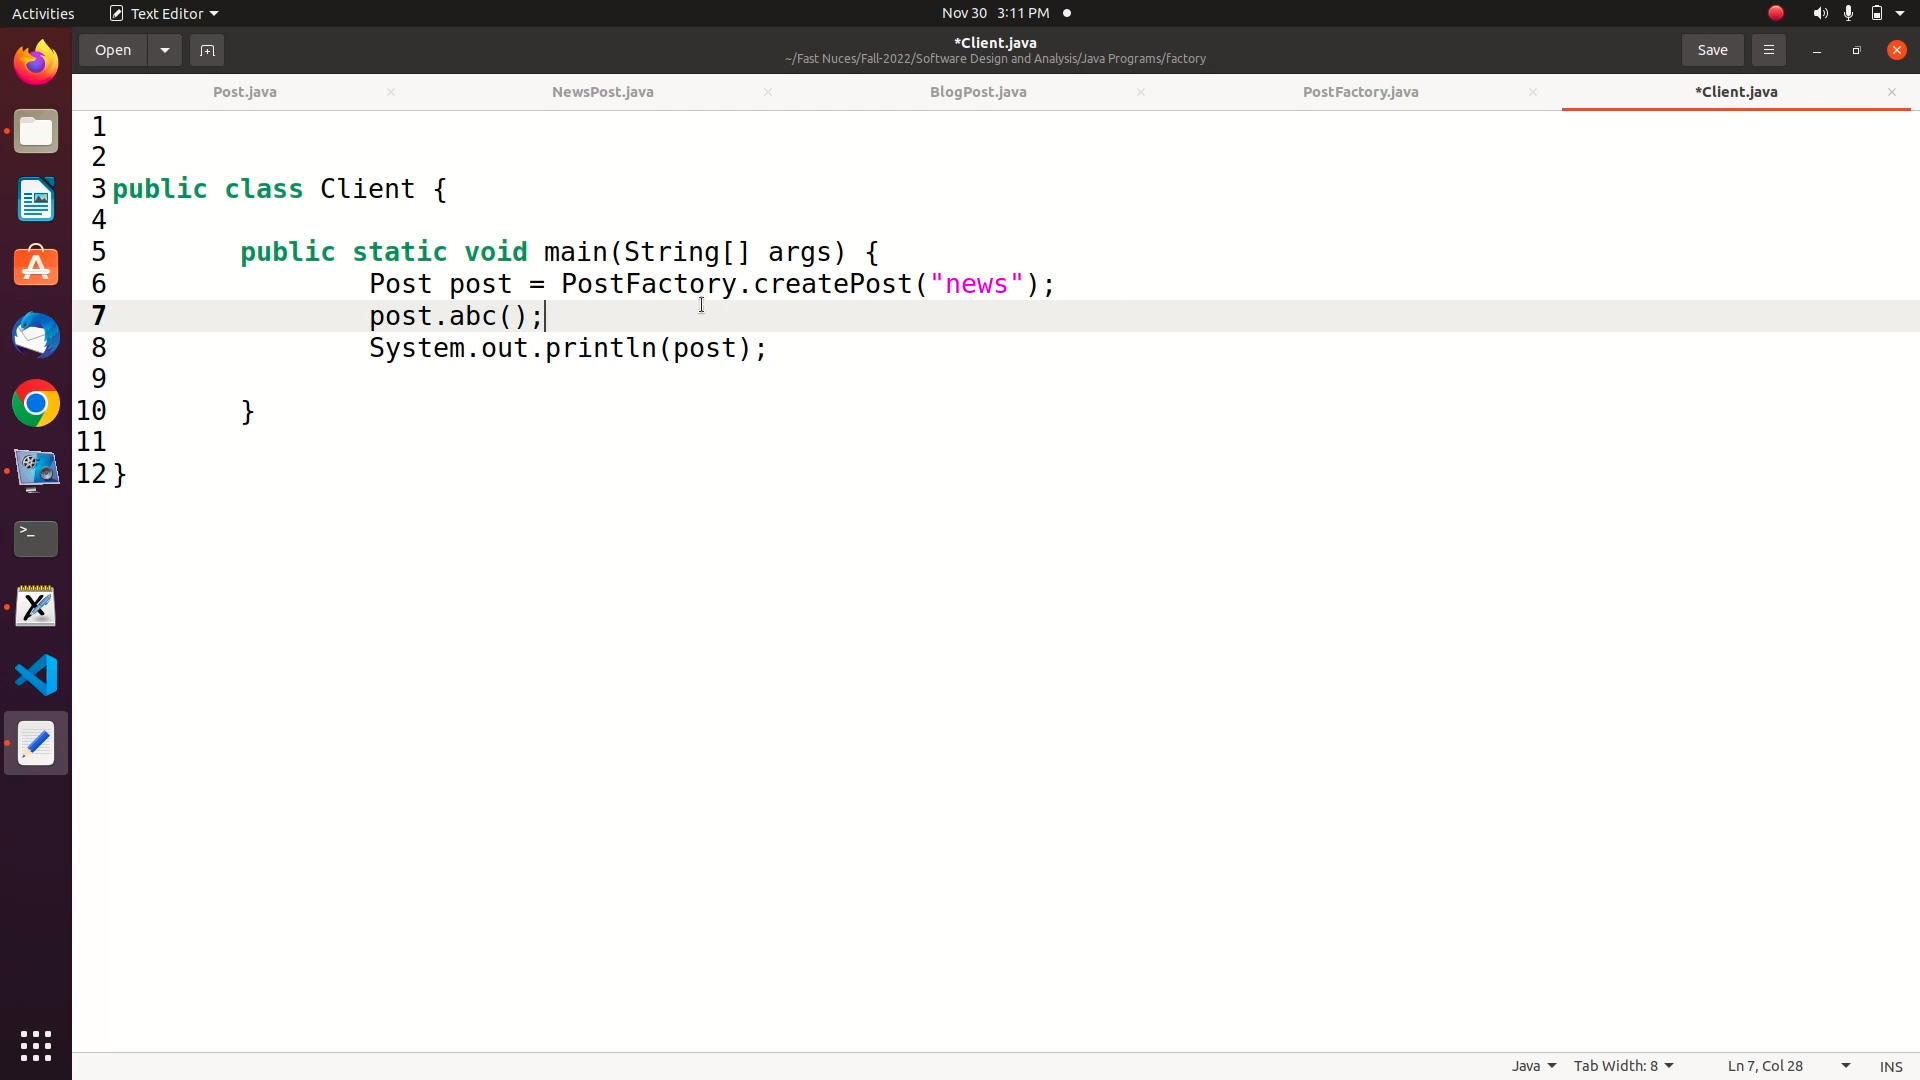 Activities Text Editor Nov 30 3:11 PM
Open *Client.java Save
~/Fast Nuces/Fall-2022/Software Design and Analysis/Java Programs/factory
Post.java NewsPost.java BlogPost.java PostFactory.java *Client.java
1
2
3 public class Client {
4
5 public static void main(String[] args) {
6 Post post = PostFactory.createPost("news");
7 post.abc();
8 System.out.println(post);
9
10 }
11
12 }
Java Tab Width: 8 Ln 7, Col 28 INS